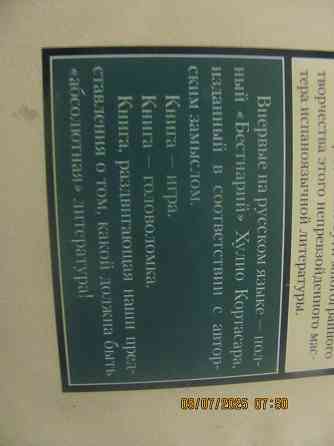 творчества этого непревзойденного мас-
тера испаноязычной литературы.
Впервые на русском языке — пол-
ный «Бестиарий» Хулио Кортасара,
изданный в соответствии с автор-
ским замыслом.
Книга — игра.
Книга — головоломка.
Книга, раздвигающая наши пред-
ставления о том, какой должна быть
«абсолютная» литература!
09/07/2025 07:50